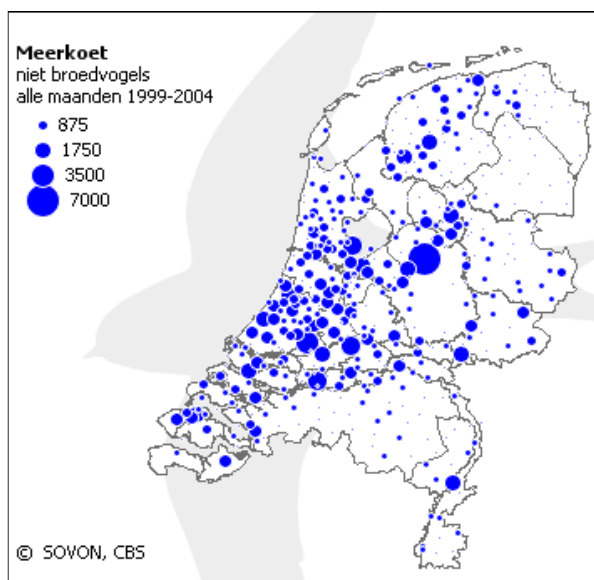 Meerkoet
niet broedvogels
alle maanden 1999-2004
875
1750
3500
7000
© SOVON, CBS